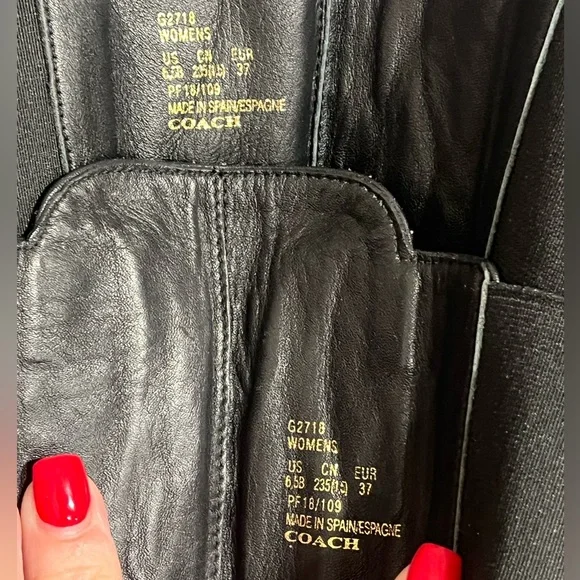 G2718
WOMENS
US CN EUR
6,5B 235(1,5) 37
PF18/109
MADE IN SPAIN/ESPAGNE
COACH
G2718
WOMENS
US CN EUR
6,5B 235(1,5) 37
PF18/109
MADE IN SPAIN/ESPAGNE
COACH